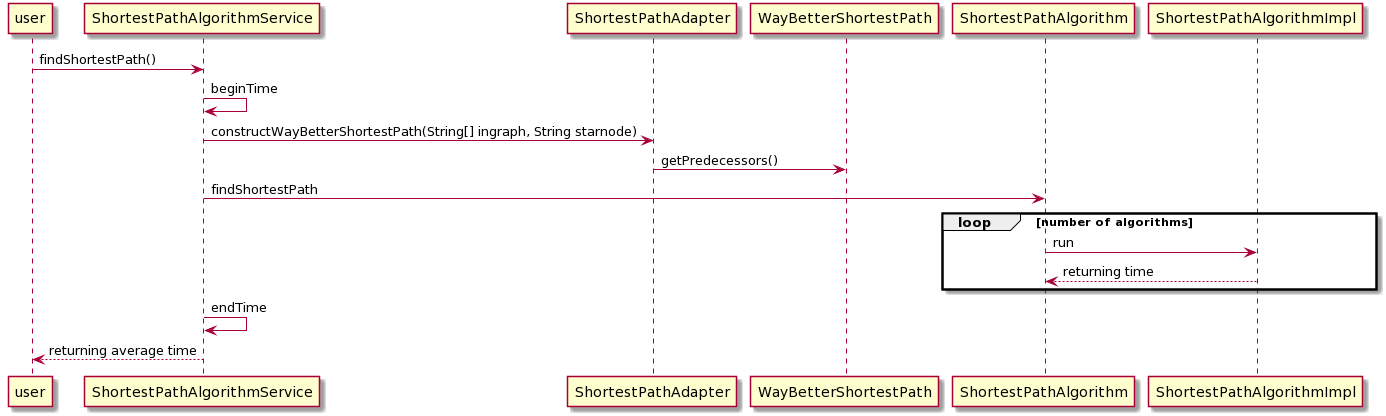 user
ShortestPathAlgorithmService
ShortestPathAdapter
WayBetterShortestPath
ShortestPathAlgorithm
ShortestPathAlgorithmImpl
findShortestPath()
beginTime
constructWayBetterShortestPath(String[] ingraph, String starnode)
getPredecessors()
findShortestPath
loop
[number of algorithms]
run
returning time
endTime
returning average time
user
ShortestPathAlgorithmService
ShortestPathAdapter
WayBetterShortestPath
ShortestPathAlgorithm
ShortestPathAlgorithmImpl